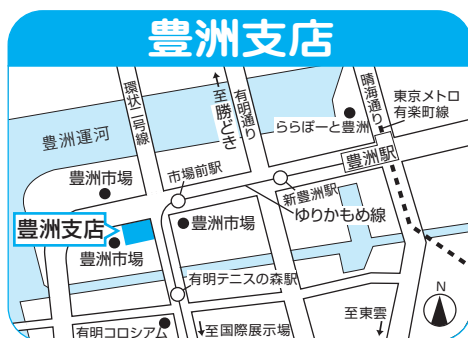 豊洲支店
環状二号線
↑至勝どき
有明通り
晴海通り
東京メトロ
有楽町線
豊洲運河
ららぽーと豊洲
豊洲駅
市場前駅
豊洲市場
新豊洲駅
ゆりかもめ線
豊洲支店
豊洲市場
豊洲市場
有明テニスの森駅
有明コロシアム
↓至国際展示場
至東雲
N